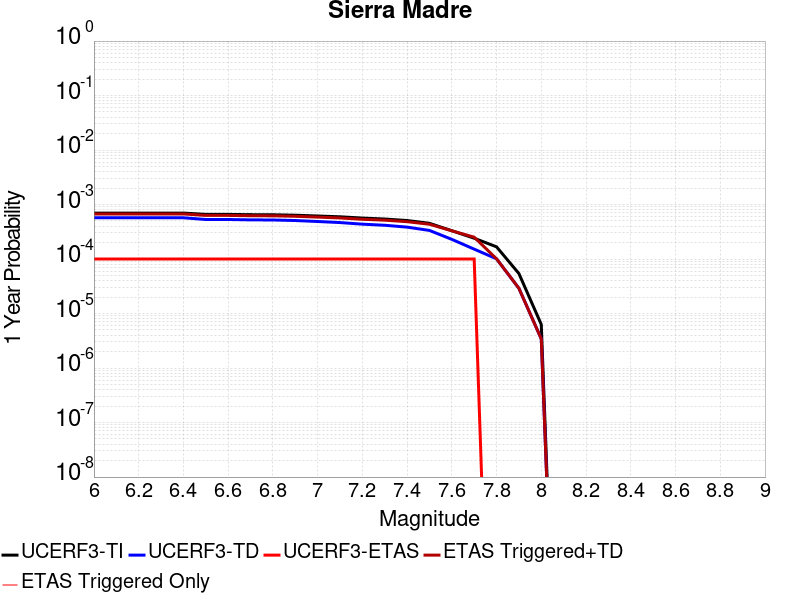 Sierra Madre
10^0
10^-1
10^-2
10^-3
10^-4
10^-5
10^-6
10^-7
10^-8
1 Year Probability
6 6.2 6.4 6.6 6.8 7 7.2 7.4 7.6 7.8 8 8.2 8.4 8.6 8.8 9
Magnitude
UCERF3-TI UCERF3-TD UCERF3-ETAS ETAS Triggered+TD
ETAS Triggered Only